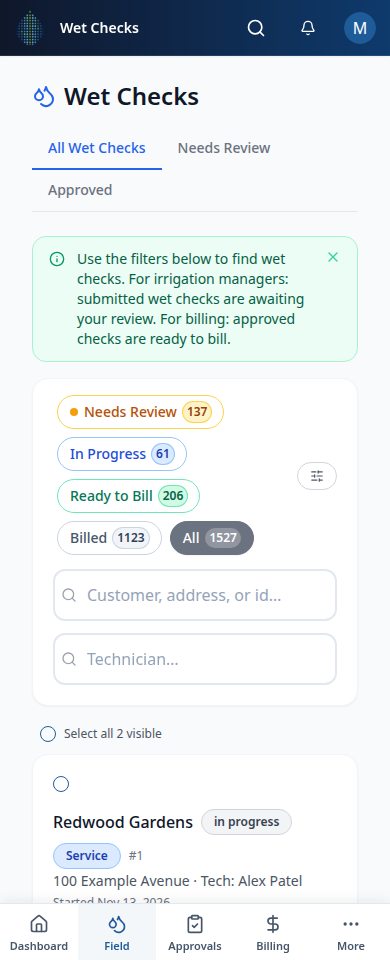 Wet Checks
M
Wet Checks
All Wet Checks Needs Review
Approved
Use the filters below to find wet
checks. For irrigation managers:
submitted wet checks are awaiting
your review. For billing: approved
checks are ready to bill.
Needs Review 137
In Progress 61
Ready to Bill 206
Billed 1123 All 1527
Customer, address, or id...
Technician...
Select all 2 visible
Redwood Gardens in progress
Service #1
100 Example Avenue · Tech: Alex Patel
Started Nov 13, 2026
Dashboard Field Approvals Billing More